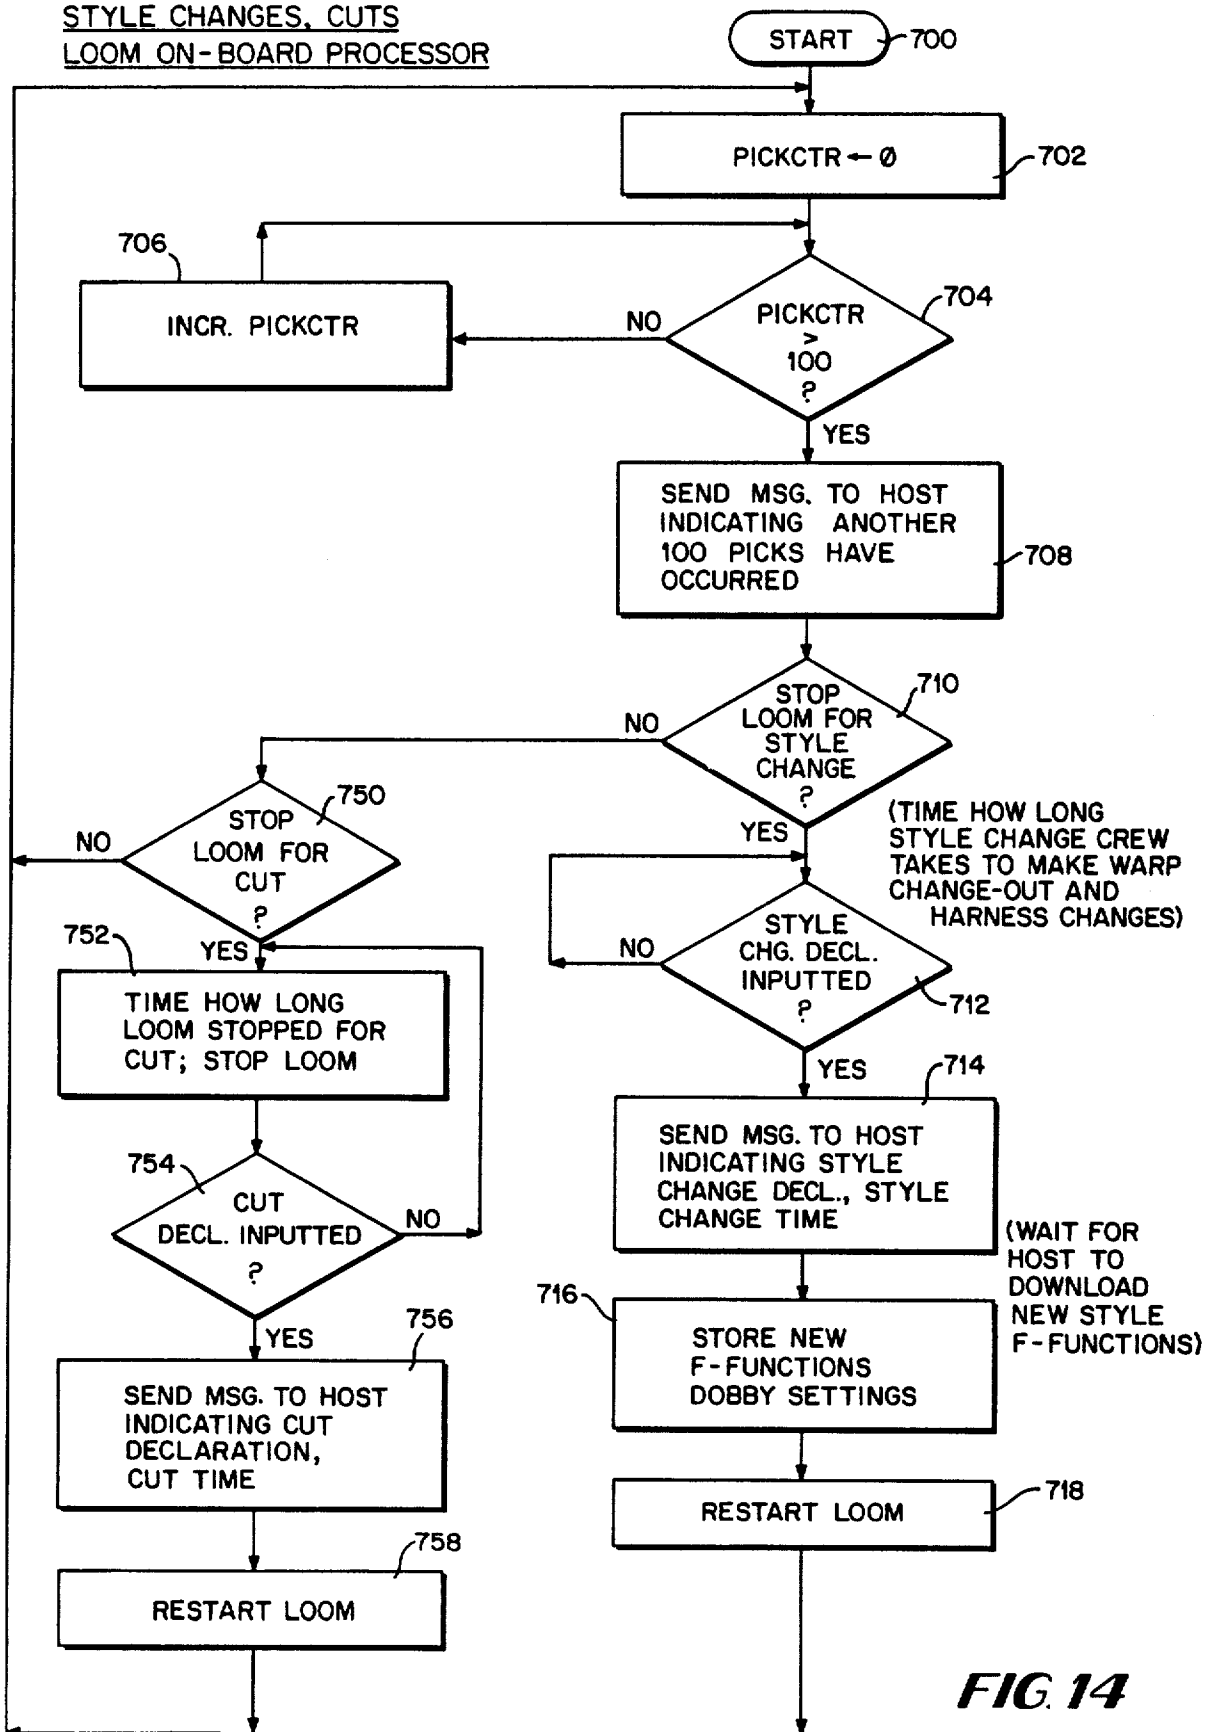 STYLE CHANGES, CUTS
LOOM ON-BOARD PROCESSOR
START
700
PICKCTR ← Ø
702
706
INCR. PICKCTR
NO
PICKCTR
>
100
?
704
YES
SEND MSG. TO HOST
INDICATING ANOTHER
100 PICKS HAVE
OCCURRED
708
STOP
LOOM FOR
STYLE
CHANGE
?
710
NO
YES
(TIME HOW LONG
STYLE CHANGE CREW
TAKES TO MAKE WARP
CHANGE-OUT AND
HARNESS CHANGES)
STOP
LOOM FOR
CUT
?
750
NO
YES
752
TIME HOW LONG
LOOM STOPPED FOR
CUT; STOP LOOM
STYLE
CHG. DECL.
INPUTTED
?
712
NO
YES
754
CUT
DECL. INPUTTED
?
NO
YES
714
SEND MSG. TO HOST
INDICATING STYLE
CHANGE DECL., STYLE
CHANGE TIME
(WAIT FOR
HOST TO
DOWNLOAD
NEW STYLE
F-FUNCTIONS)
716
STORE NEW
F-FUNCTIONS
DOBBY SETTINGS
756
SEND MSG. TO HOST
INDICATING CUT
DECLARATION,
CUT TIME
RESTART LOOM
718
758
RESTART LOOM
FIG. 14